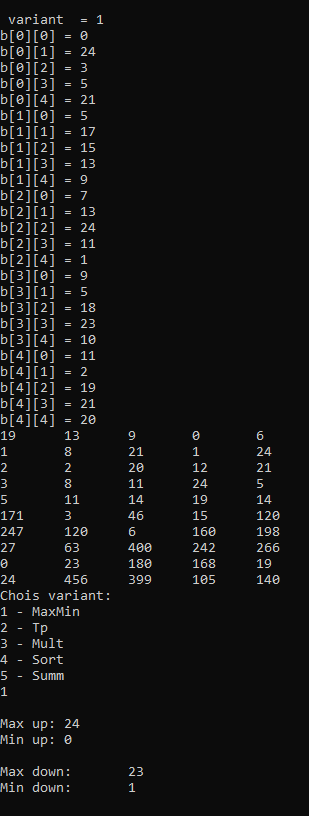 variant  = 1
b[0][0] = 0
b[0][1] = 24
b[0][2] = 3
b[0][3] = 5
b[0][4] = 21
b[1][0] = 5
b[1][1] = 17
b[1][2] = 15
b[1][3] = 13
b[1][4] = 9
b[2][0] = 7
b[2][1] = 13
b[2][2] = 24
b[2][3] = 11
b[2][4] = 1
b[3][0] = 9
b[3][1] = 5
b[3][2] = 18
b[3][3] = 23
b[3][4] = 10
b[4][0] = 11
b[4][1] = 2
b[4][2] = 19
b[4][3] = 21
b[4][4] = 20
19 13 9 0 6
1 8 21 1 24
2 2 20 12 21
3 8 11 24 5
5 11 14 19 14
171 3 46 15 120
247 120 6 160 198
27 63 400 242 266
0 23 180 168 19
24 456 399 105 140
Chois variant:
1 - MaxMin
2 - Tp
3 - Mult
4 - Sort
5 - Summ
1
Max up: 24
Min up: 0
Max down: 23
Min down: 1